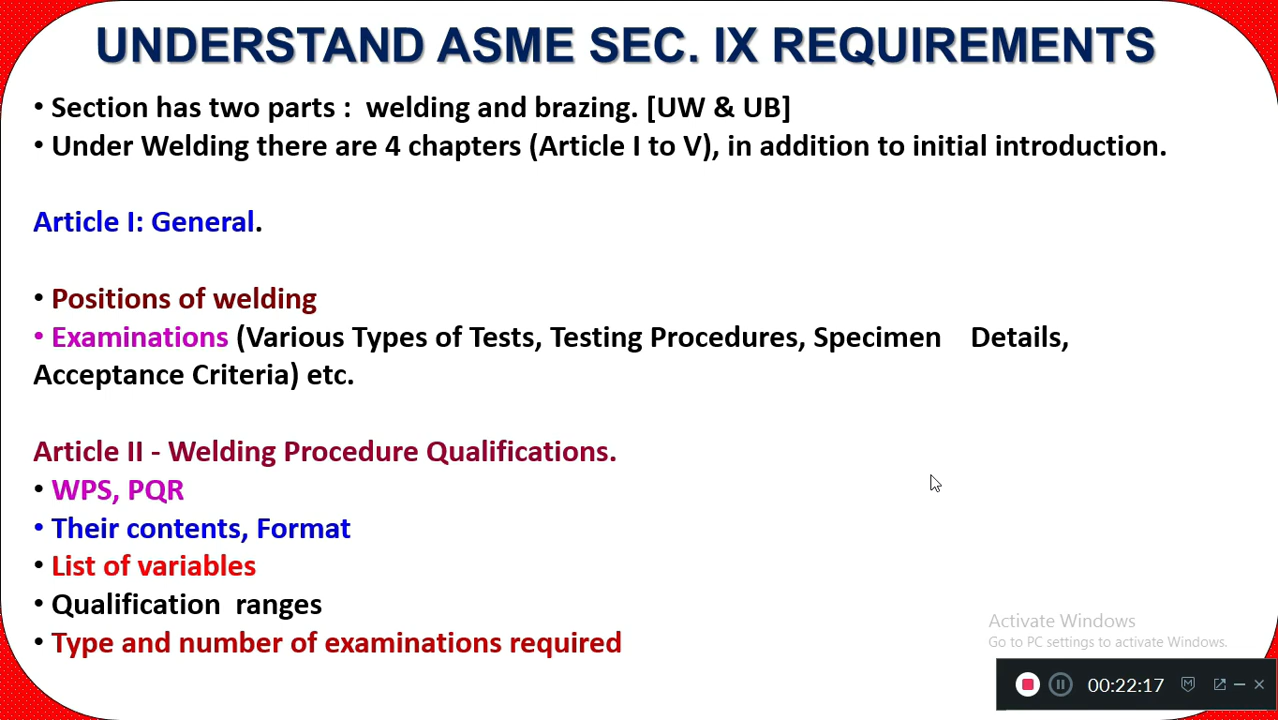 UNDERSTAND ASME SEC. IX REQUIREMENTS
• Section has two parts : welding and brazing. [UW & UB]
• Under Welding there are 4 chapters (Article I to V), in addition to initial introduction.
Article I: General.
• Positions of welding
• Examinations (Various Types of Tests, Testing Procedures, Specimen Details,
Acceptance Criteria) etc.
Article II - Welding Procedure Qualifications.
• WPS, PQR
• Their contents, Format
• List of variables
• Qualification ranges
• Type and number of examinations required
Activate Windows
Go to PC settings to activate Windows.
00:22:17